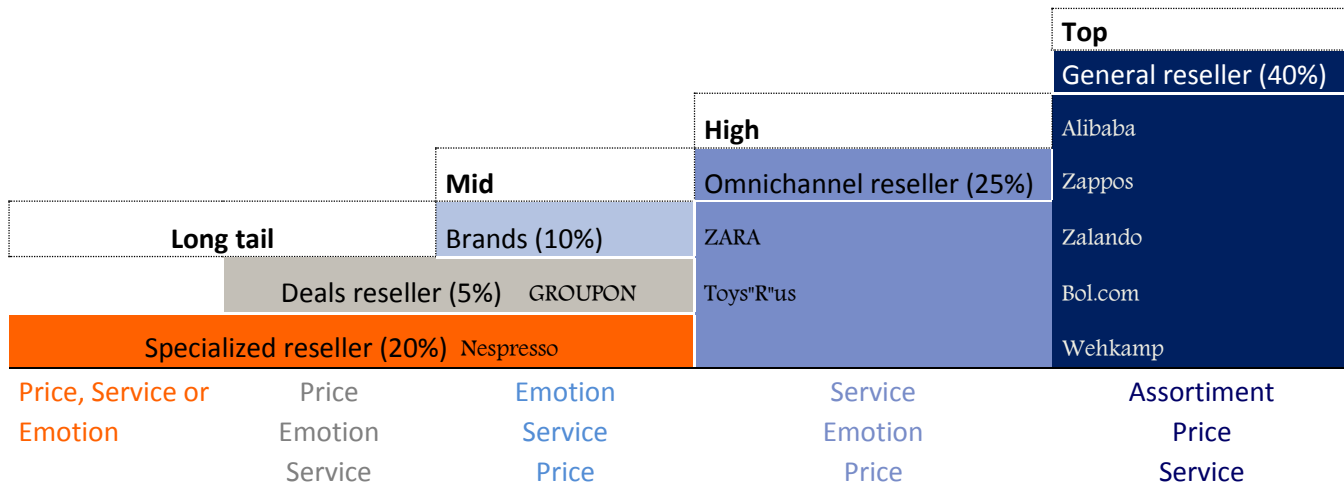 Top
General reseller (40%)
High
Alibaba
Mid
Omnichannel reseller (25%)
Zappos
Long tail
Brands (10%)
ZARA
Zalando
Deals reseller (5%) GROUPON
Toys"R"us
Bol.com
Specialized reseller (20%) Nespresso
Wehkamp
Price, Service or
Emotion
Price
Emotion
Service
Emotion
Service
Price
Service
Emotion
Price
Assortiment
Price
Service